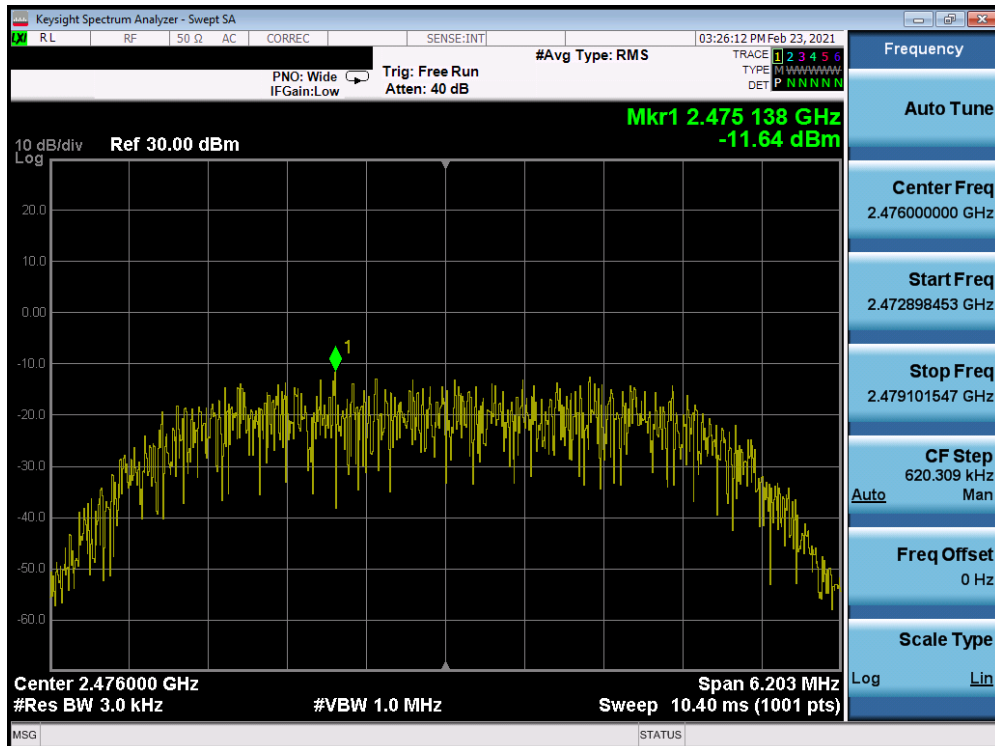 Keysight Spectrum Analyzer - Swept SA
LXI RL RF 50 Ω AC CORREC SENSE:INT 03:26:12 PM Feb 23, 2021
#Avg Type: RMS
TRACE 1 2 3 4 5 6
PNO: Wide Trig: Free Run TYPE M WWWWW
IFGain:Low Atten: 40 dB DET P N N N N N
Mkr1 2.475 138 GHz
-11.64 dBm
10 dB/div Ref 30.00 dBm
Log
20.0
10.0
0.00
1
-10.0
-20.0
-30.0
-40.0
-50.0
-60.0
Center 2.476000 GHz Span 6.203 MHz
#Res BW 3.0 kHz #VBW 1.0 MHz Sweep 10.40 ms (1001 pts)
MSG STATUS
Frequency
Auto Tune
Center Freq
2.476000000 GHz
Start Freq
2.472898453 GHz
Stop Freq
2.479101547 GHz
CF Step
620.309 kHz
Auto Man
Freq Offset
0 Hz
Scale Type
Log Lin